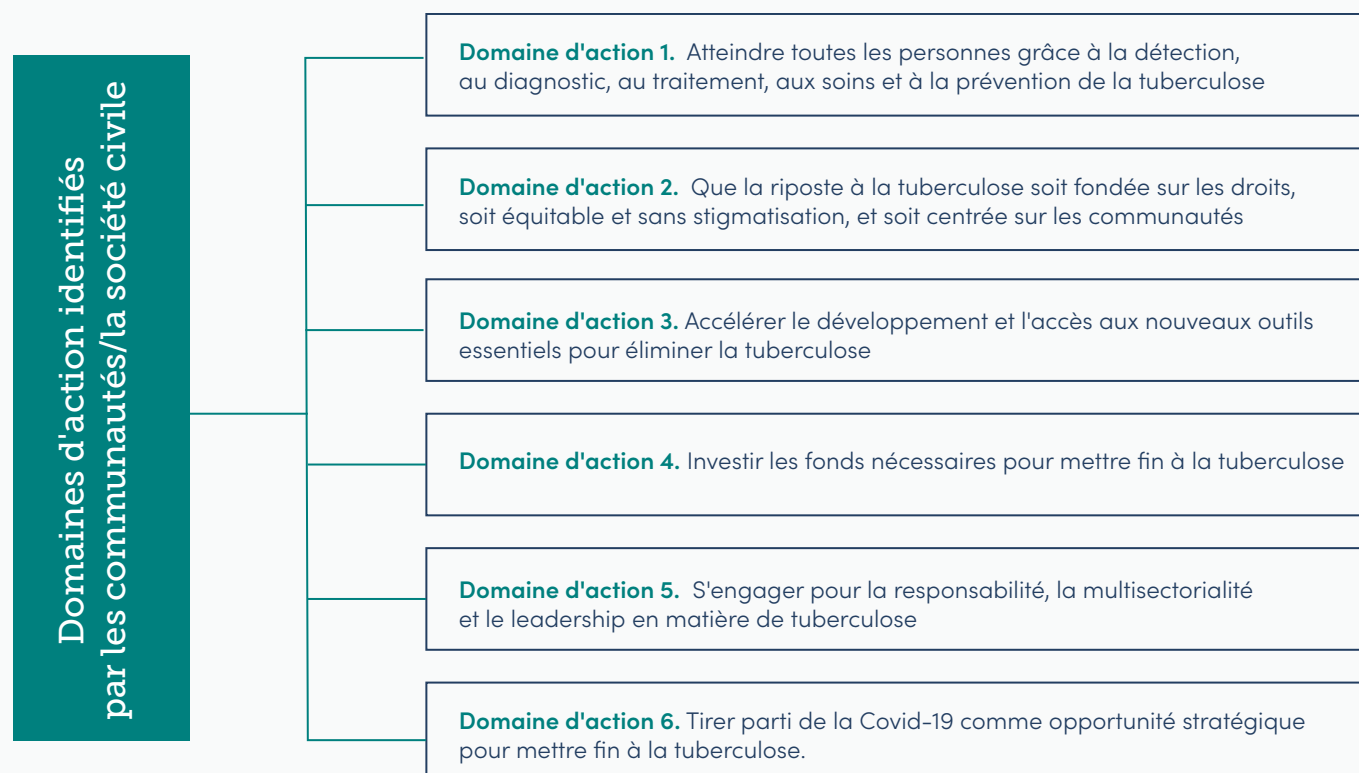 Domaines d'action identifiés
par les communautés/la société civile
Domaine d'action 1. Atteindre toutes les personnes grâce à la détection,
au diagnostic, au traitement, aux soins et à la prévention de la tuberculose
Domaine d'action 2. Que la riposte à la tuberculose soit fondée sur les droits,
soit équitable et sans stigmatisation, et soit centrée sur les communautés
Domaine d'action 3. Accélérer le développement et l'accès aux nouveaux outils
essentiels pour éliminer la tuberculose
Domaine d'action 4. Investir les fonds nécessaires pour mettre fin à la tuberculose
Domaine d'action 5. S'engager pour la responsabilité, la multisectorialité
et le leadership en matière de tuberculose
Domaine d'action 6. Tirer parti de la Covid-19 comme opportunité stratégique
pour mettre fin à la tuberculose.